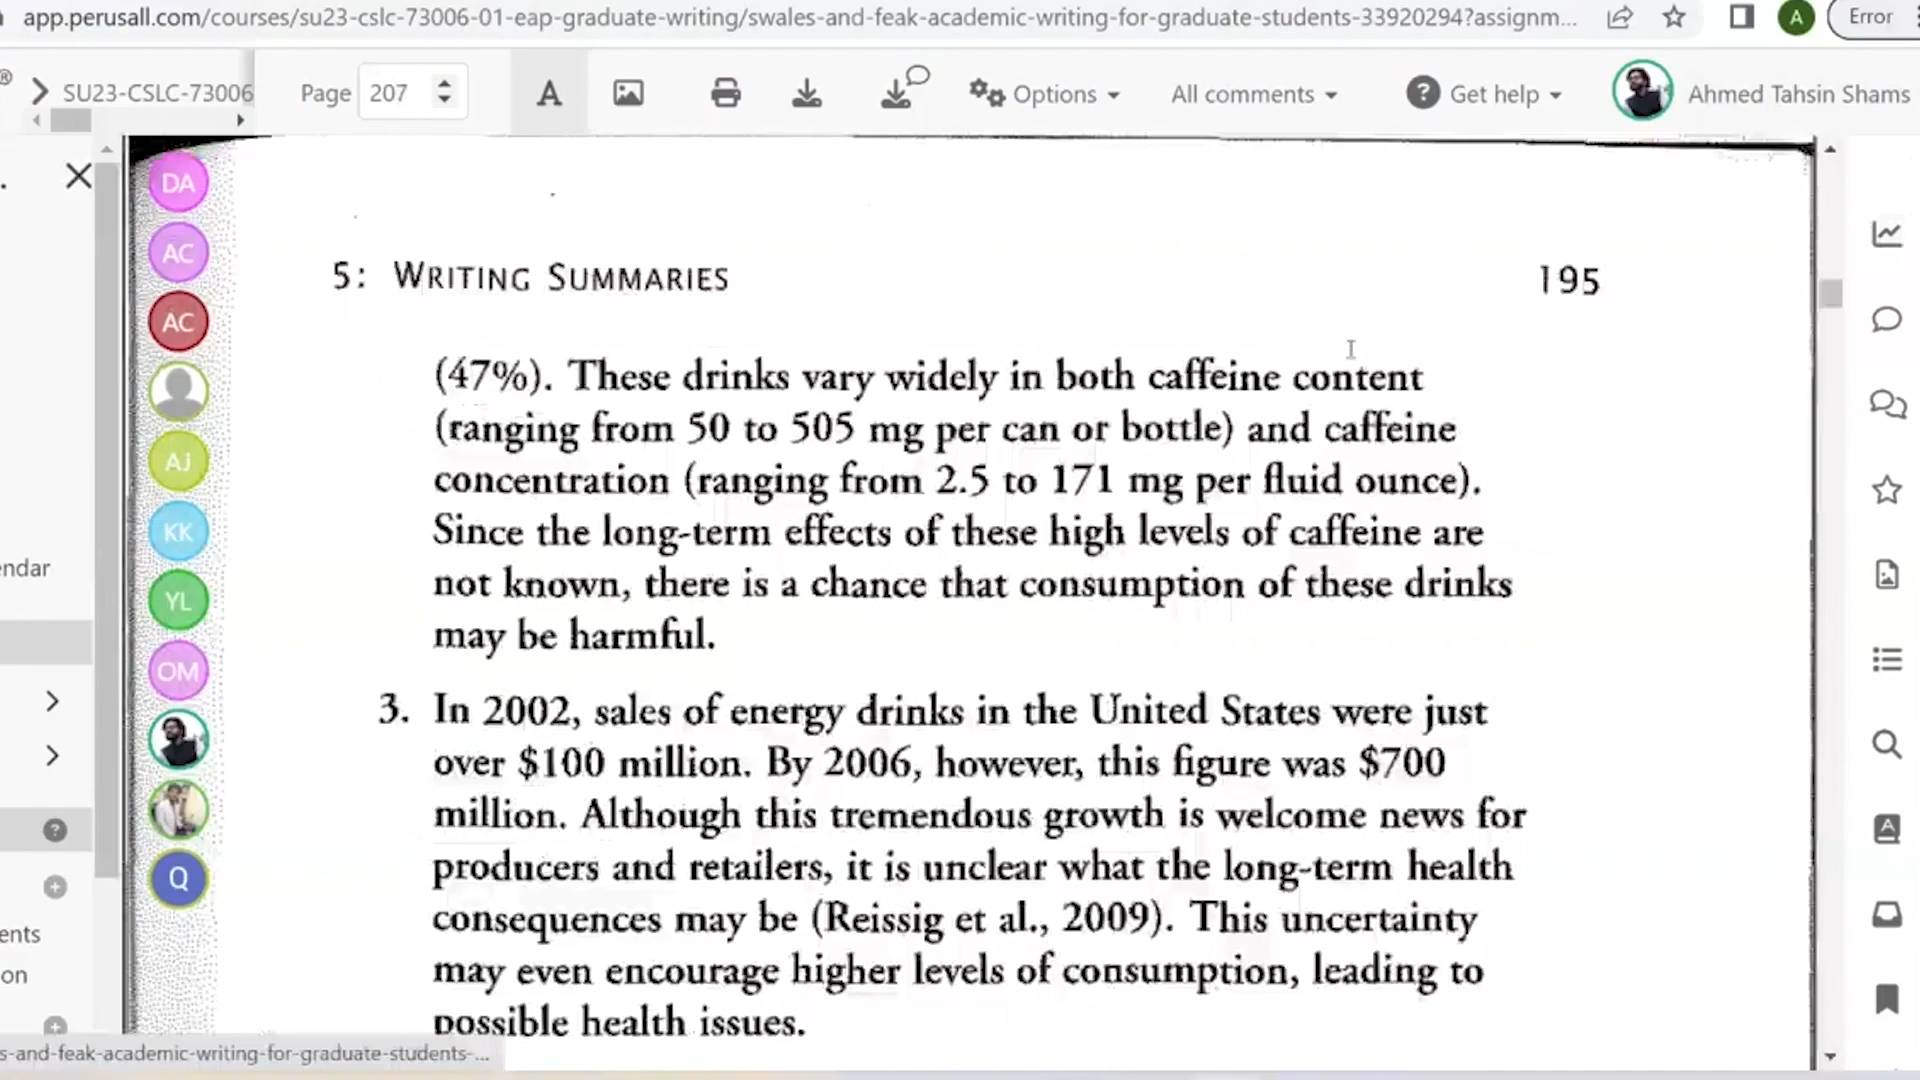 app.perusall.com/courses/su23-cslc-73006-01-eap-graduate-writing/swales-and-feak-academic-writing-for-graduate-students-33920294?assignm...
A
Error
®
SU23-CSLC-73006
Page 207
A
Options
All comments
? Get help
Ahmed Tahsin Shams
DA
AC
AC
AJ
KK
YL
OM
Q
endar
?
ents
on
5: WRITING SUMMARIES 195
(47%). These drinks vary widely in both caffeine content
(ranging from 50 to 505 mg per can or bottle) and caffeine
concentration (ranging from 2.5 to 171 mg per fluid ounce).
Since the long-term effects of these high levels of caffeine are
not known, there is a chance that consumption of these drinks
may be harmful.
3. In 2002, sales of energy drinks in the United States were just
over $100 million. By 2006, however, this figure was $700
million. Although this tremendous growth is welcome news for
producers and retailers, it is unclear what the long-term health
consequences may be (Reissig et al., 2009). This uncertainty
may even encourage higher levels of consumption, leading to
possible health issues.
s-and-feak-academic-writing-for-graduate-students-...